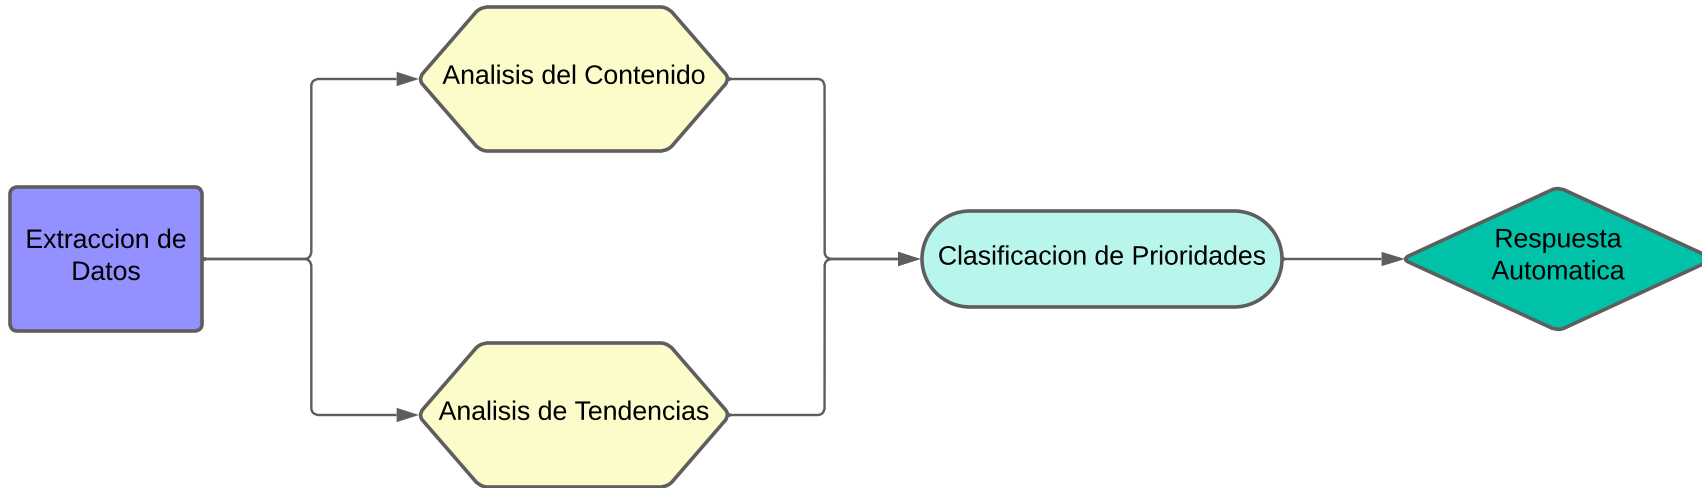 Analisis del Contenido
Extraccion de
Datos
Analisis de Tendencias
Clasificacion de Prioridades
Respuesta
Automatica